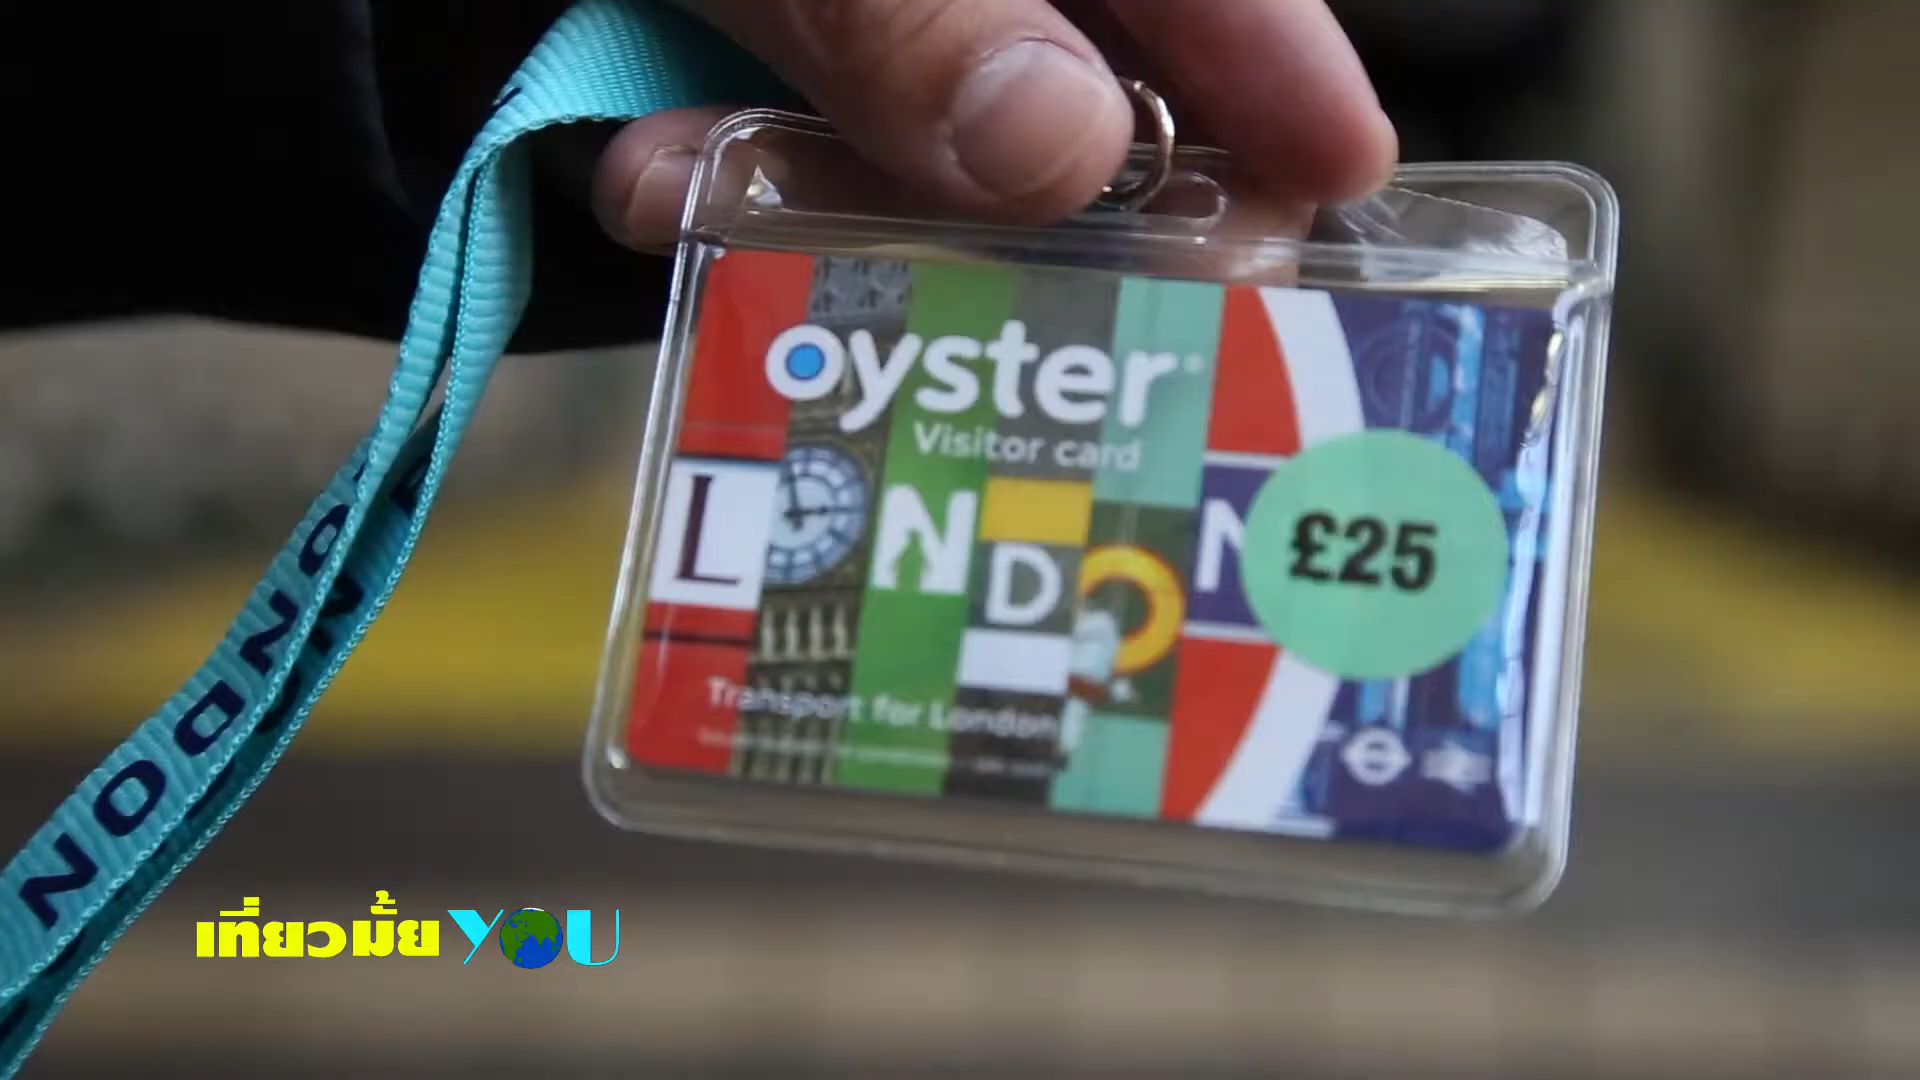 oyster
Visitor card
LONDON
£25
Transport for London
LONDON
เที่ยวมั้ยYOU